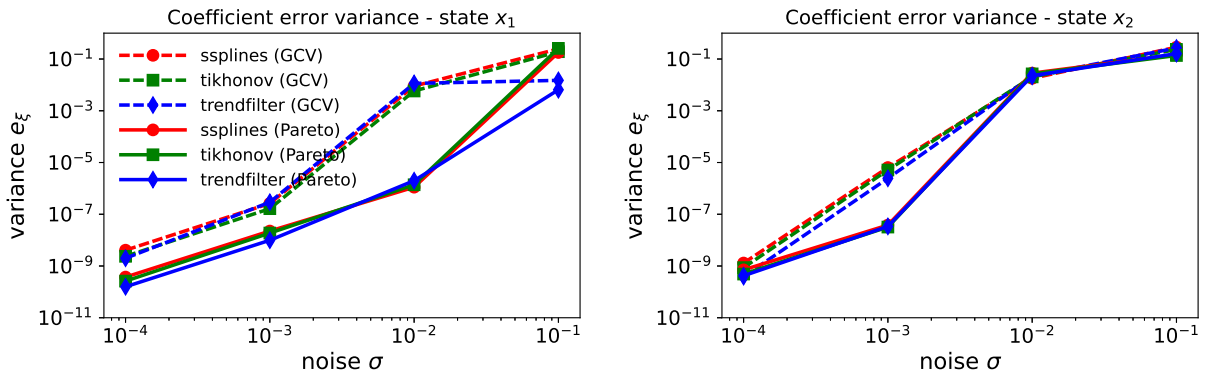 Coefficient error variance - state x₁
10⁻¹
10⁻³
10⁻⁵
10⁻⁷
10⁻⁹
10⁻¹¹
variance e_ξ
ssplines (GCV)
tikhonov (GCV)
trendfilter (GCV)
ssplines (Pareto)
tikhonov (Pareto)
trendfilter (Pareto)
10⁻⁴ 10⁻³ 10⁻² 10⁻¹
noise σ
Coefficient error variance - state x₂
10⁻¹
10⁻³
10⁻⁵
10⁻⁷
10⁻⁹
10⁻¹¹
variance e_ξ
10⁻⁴ 10⁻³ 10⁻² 10⁻¹
noise σ